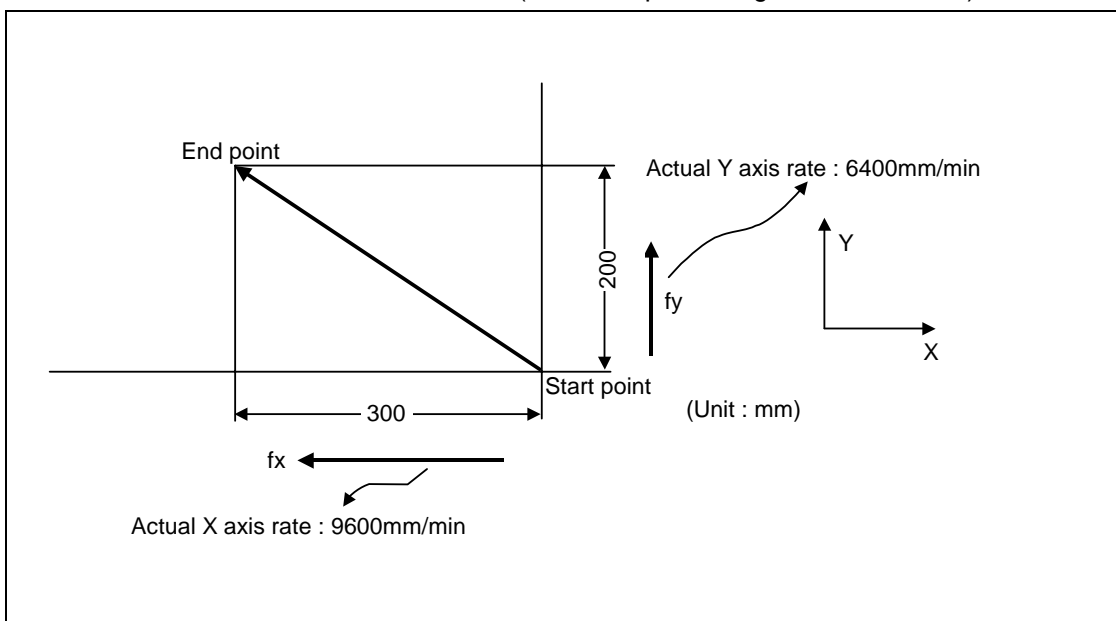 End point
Actual Y axis rate : 6400mm/min
Y
200
fy
X
Start point
300
(Unit : mm)
fx
Actual X axis rate : 9600mm/min